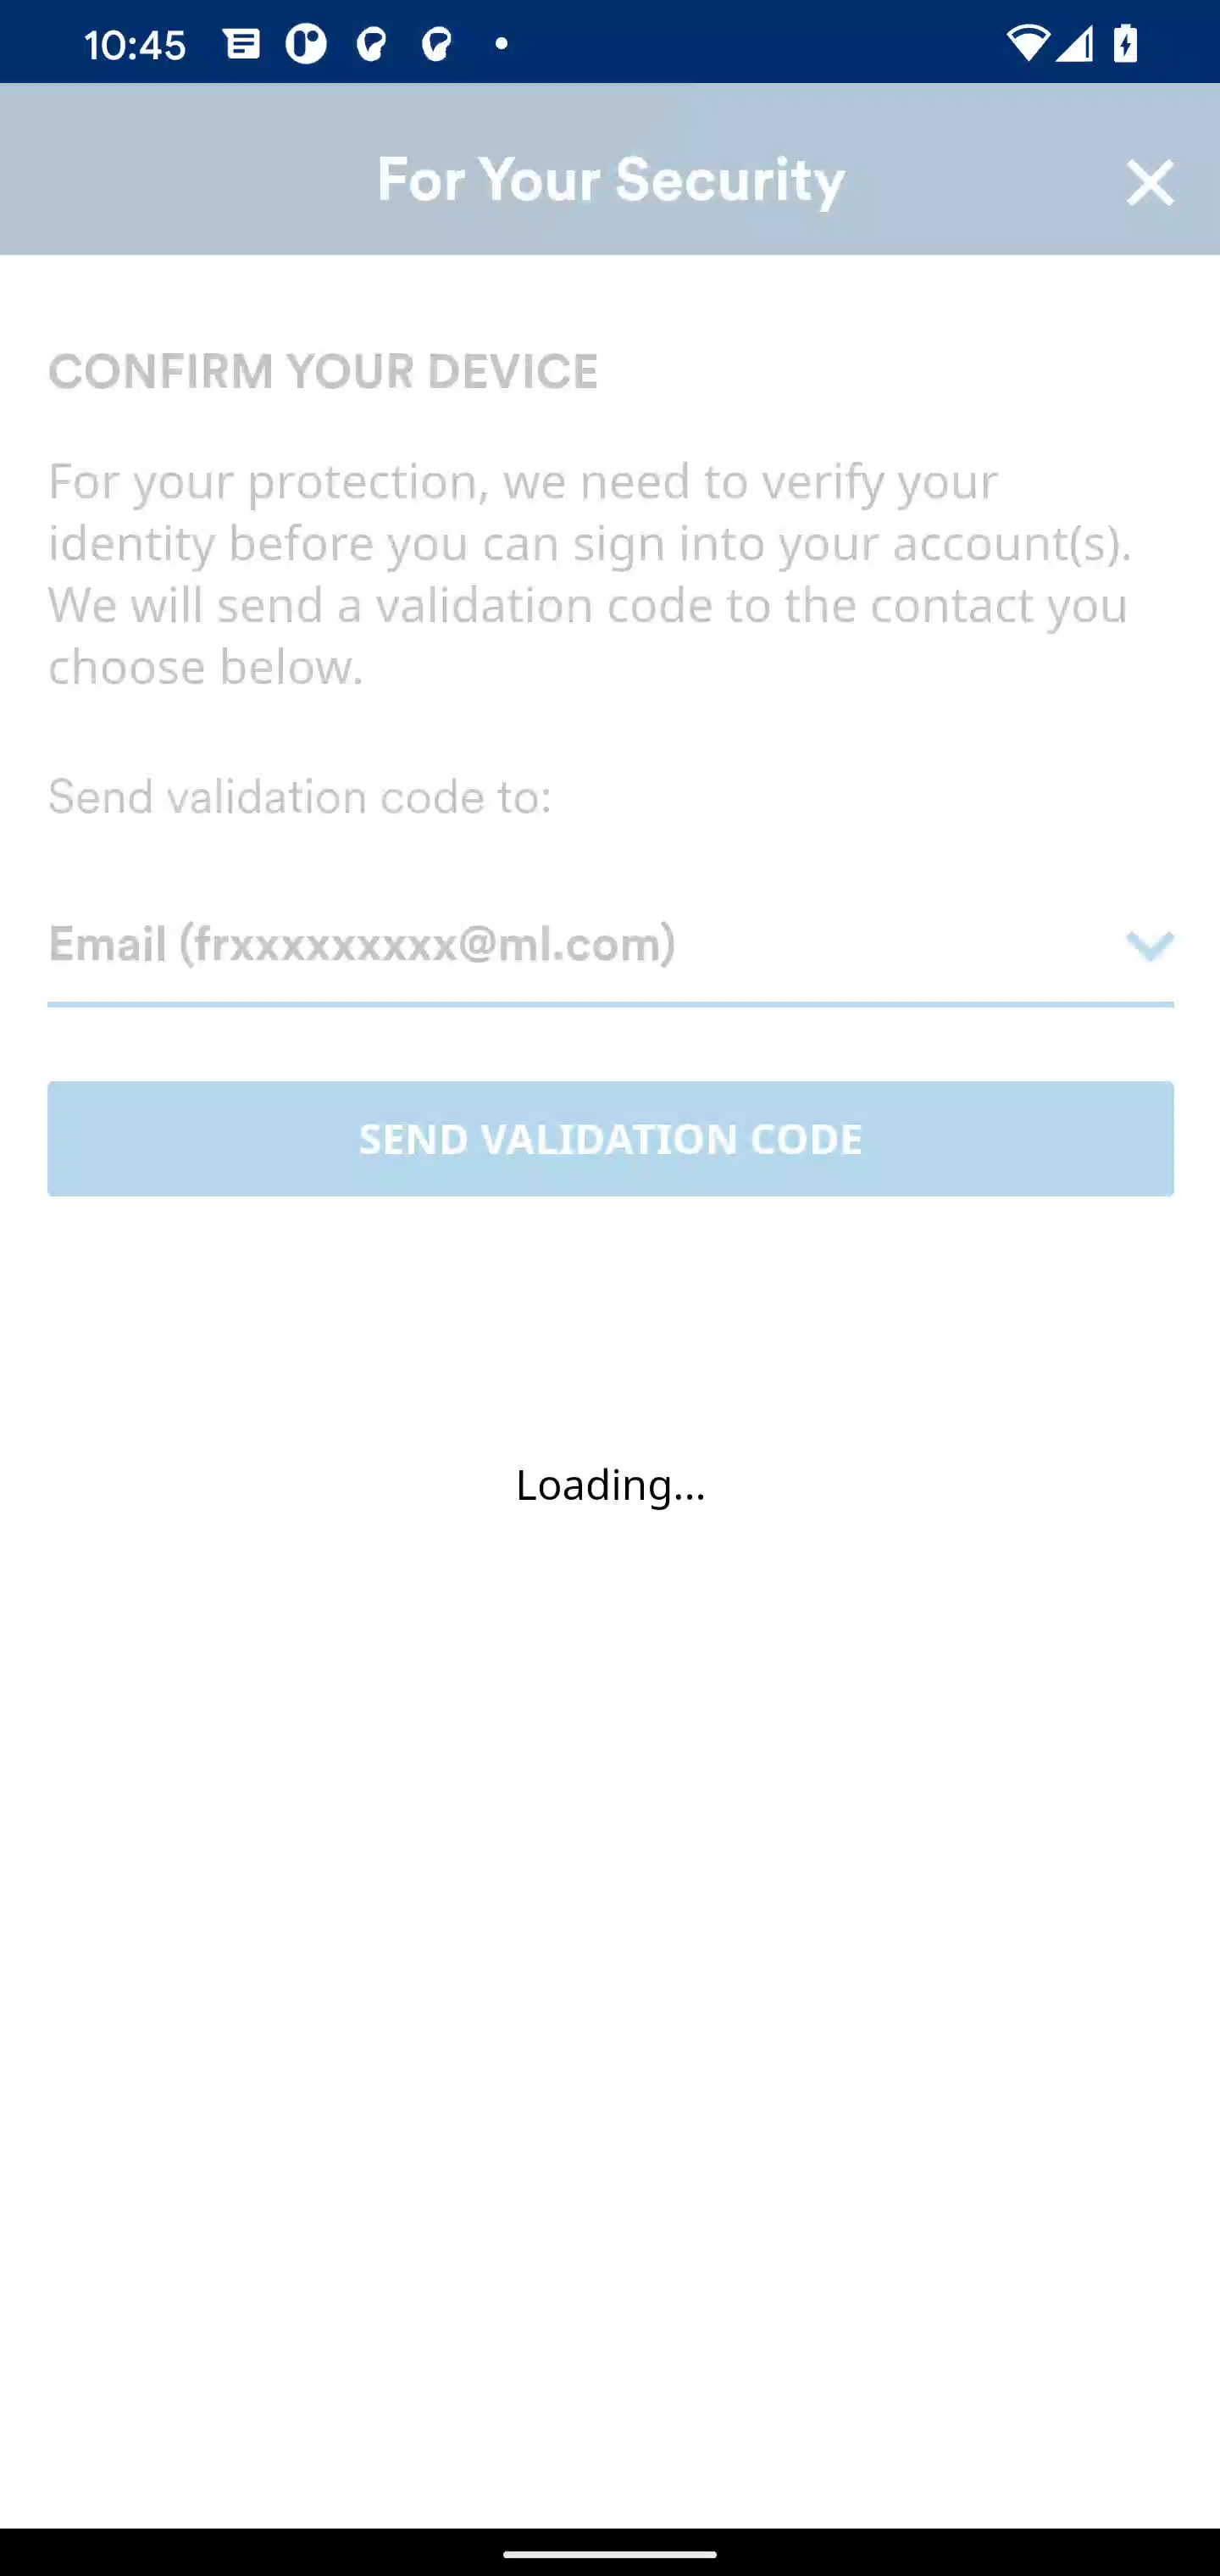 10:45
For Your Security
CONFIRM YOUR DEVICE
For your protection, we need to verify your
identity before you can sign into your account(s).
We will send a validation code to the contact you
choose below.
Send validation code to:
Email (frxxxxxxxxx@ml.com)
SEND VALIDATION CODE
Loading...